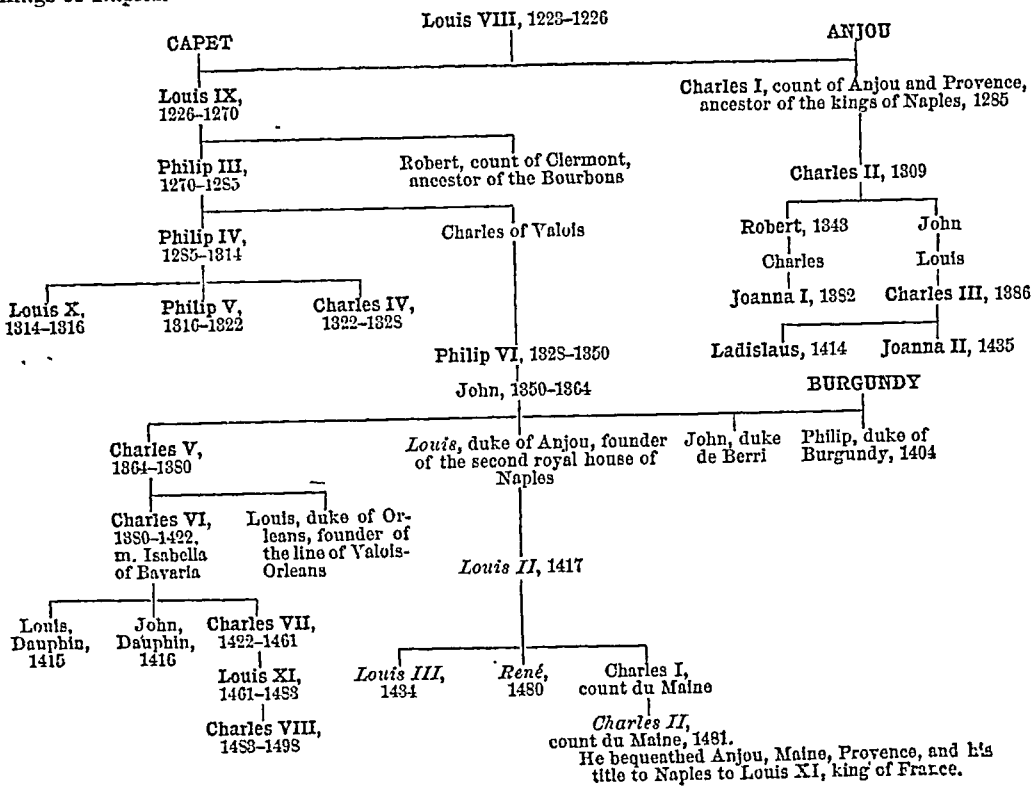 Louis VIII, 1223–1226
CAPET
ANJOU
Louis IX,
1226–1270
Charles I, count of Anjou and Provence,
ancestor of the kings of Naples, 1285
Philip III,
1270–1285
Robert, count of Clermont,
ancestor of the Bourbons
Charles II, 1309
Philip IV,
1285–1314
Charles of Valois
Robert, 1343
John
Charles
Louis
Louis X,
1314–1316
Philip V,
1316–1322
Charles IV,
1322–1328
Joanna I, 1382
Charles III, 1386
Philip VI, 1328–1350
Ladislaus, 1414
Joanna II, 1435
John, 1350–1364
BURGUNDY
Charles V,
1364–1380
Louis, duke of Anjou, founder
of the second royal house of
Naples
John, duke
de Berri
Philip, duke of
Burgundy, 1404
Charles VI,
1380–1422,
m. Isabella
of Bavaria
Louis, duke of Or-
leans, founder of
the line of Valois-
Orleans
Louis II, 1417
Louis,
Dauphin,
1415
John,
Dauphin,
1416
Charles VII,
1422–1461
Louis XI,
1461–1483
Charles VIII,
1483–1498
Louis III,
1434
René,
1480
Charles I,
count du Maine
Charles II,
count du Maine, 1481.
He bequeathed Anjou, Maine, Provence, and his
title to Naples to Louis XI, king of France.